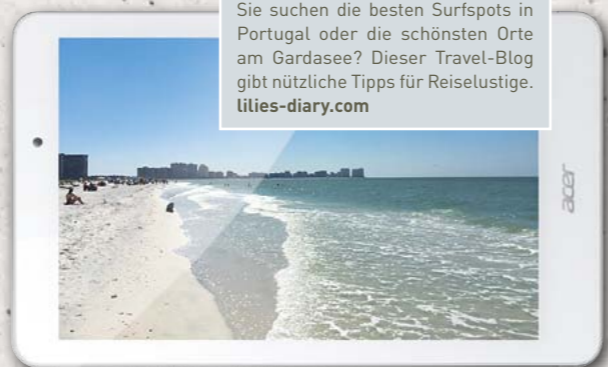 Sie suchen die besten Surfspots in
Portugal oder die schönsten Orte
am Gardasee? Dieser Travel-Blog
gibt nützliche Tipps für Reiselustige.
lilies-diary.com
acer